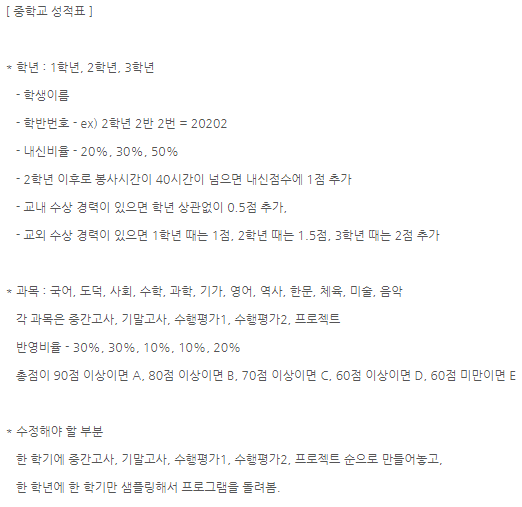 [ 중학교 성적표 ]
* 학년 : 1학년, 2학년, 3학년
- 학생이름
- 학반번호 - ex) 2학년 2반 2번 = 20202
- 내신비율 - 20%, 30%, 50%
- 2학년 이후로 봉사시간이 40시간이 넘으면 내신점수에 1점 추가
- 교내 수상 경력이 있으면 학년 상관없이 0.5점 추가,
- 교외 수상 경력이 있으면 1학년 때는 1점, 2학년 때는 1.5점, 3학년 때는 2점 추가
* 과목 : 국어, 도덕, 사회, 수학, 과학, 기가, 영어, 역사, 한문, 체육, 미술, 음악
각 과목은 중간고사, 기말고사, 수행평가1, 수행평가2, 프로젝트
반영비율 - 30%, 30%, 10%, 10%, 20%
총점이 90점 이상이면 A, 80점 이상이면 B, 70점 이상이면 C, 60점 이상이면 D, 60점 미만이면 E
* 수정해야 할 부분
한 학기에 중간고사, 기말고사, 수행평가1, 수행평가2, 프로젝트 순으로 만들어놓고,
한 학년에 한 학기만 샘플링해서 프로그램을 돌려봄.